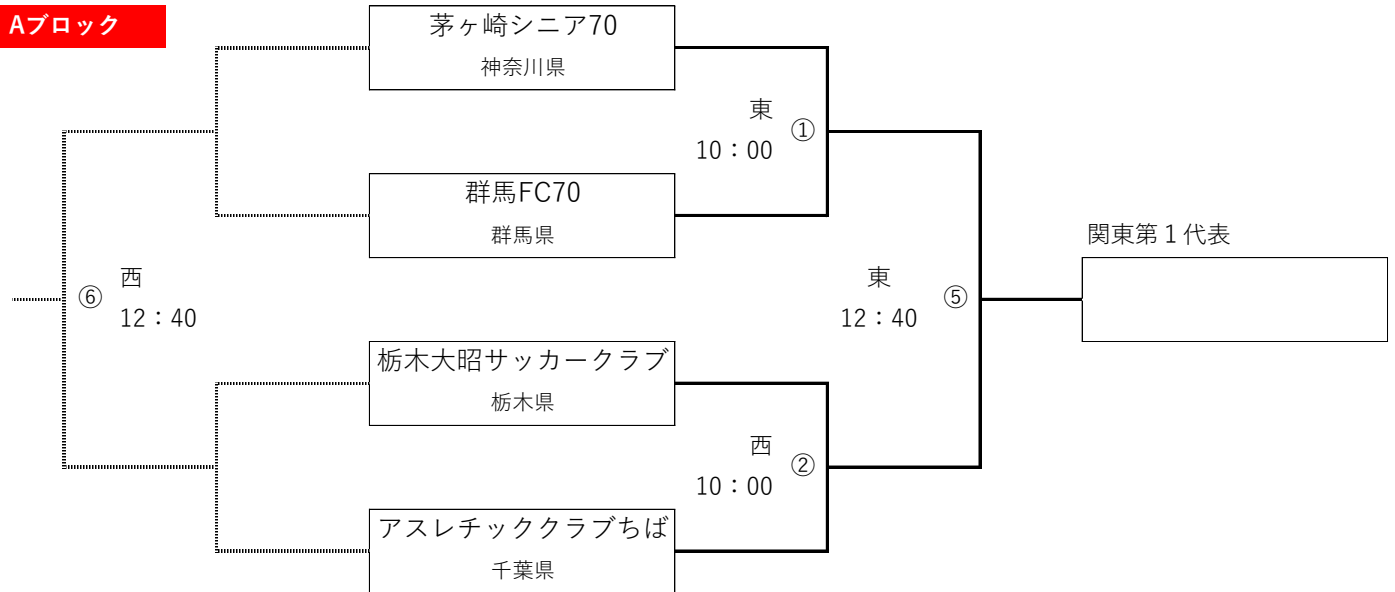 Aブロック
茅ヶ崎シニア70
神奈川県
東
①
10：00
群馬FC70
群馬県
関東第１代表
西
⑥
12：40
東
⑤
12：40
栃木大昭サッカークラブ
栃木県
西
②
10：00
アスレチッククラブちば
千葉県